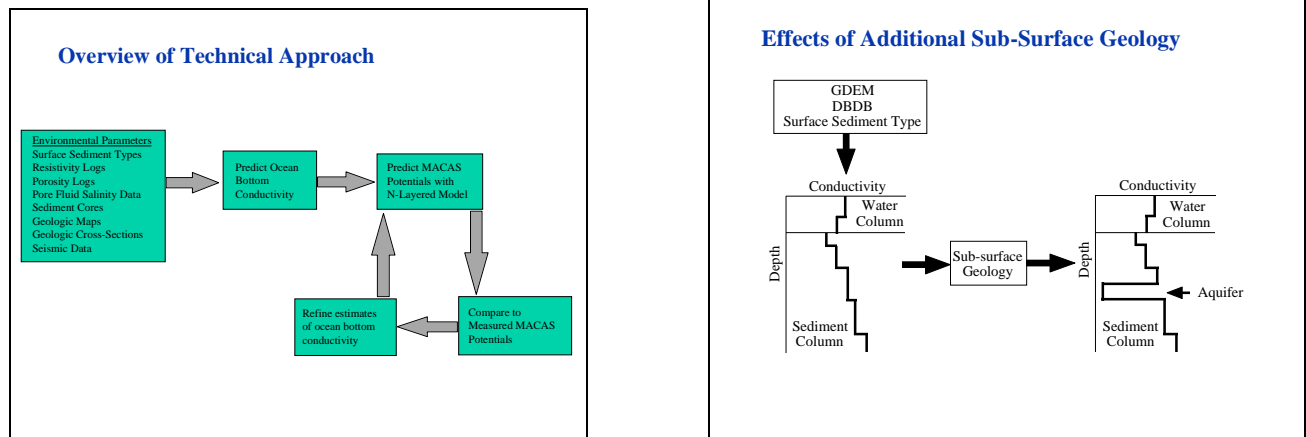 Overview of Technical Approach
Environmental Parameters
Surface Sediment Types
Resistivity Logs
Porosity Logs
Pore Fluid Salinity Data
Sediment Cores
Geologic Maps
Geologic Cross-Sections
Seismic Data
Predict Ocean
Bottom
Conductivity
Predict MACAS
Potentials with
N-Layered Model
Refine estimates
of ocean bottom
conductivity
Compare to
Measured MACAS
Potentials
Effects of Additional Sub-Surface Geology
GDEM
DBDB
Surface Sediment Type
Conductivity
Water
Column
Depth
Sediment
Column
Sub-surface
Geology
Conductivity
Water
Column
Depth
Aquifer
Sediment
Column